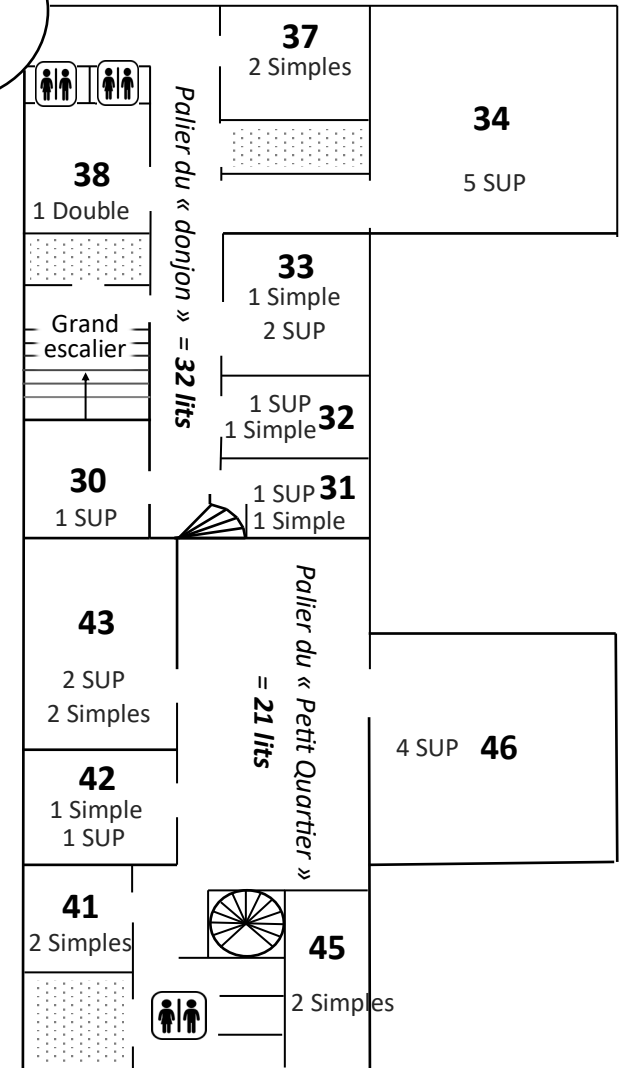 37
2 Simples
34
5 SUP
38
1 Double
Palier du « donjon » = 32 lits
33
1 Simple
2 SUP
Grand
escalier
1 SUP
1 Simple
32
30
1 SUP
1 SUP
1 Simple
31
43
2 SUP
2 Simples
Palier du « Petit Quartier »
= 21 lits
4 SUP 46
42
1 Simple
1 SUP
41
2 Simples
45
2 Simples